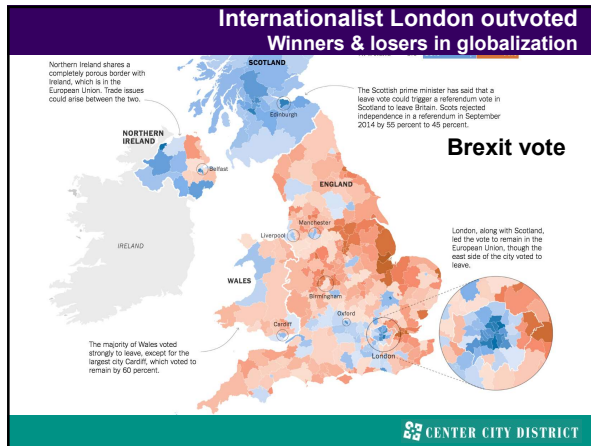 Internationalist London outvoted
Winners & losers in globalization
Northern Ireland shares a
completely porous border with
Ireland, which is in the
European Union. Trade issues
could arise between the two.
SCOTLAND
The Scottish prime minister has said that a
leave vote could trigger a referendum vote in
Scotland to leave Britain. Scots rejected
independence in a referendum in September
2014 by 55 percent to 45 percent.
Edinburgh
Brexit vote
NORTHERN
IRELAND
Belfast
ENGLAND
IRELAND
Manchester
Liverpool
London, along with Scotland,
led the vote to remain in the
European Union, though the
east side of the city voted to
leave.
WALES
Birmingham
Oxford
Cardiff
London
The majority of Wales voted
strongly to leave, except for the
largest city Cardiff, which voted to
remain by 60 percent.
CENTER CITY DISTRICT